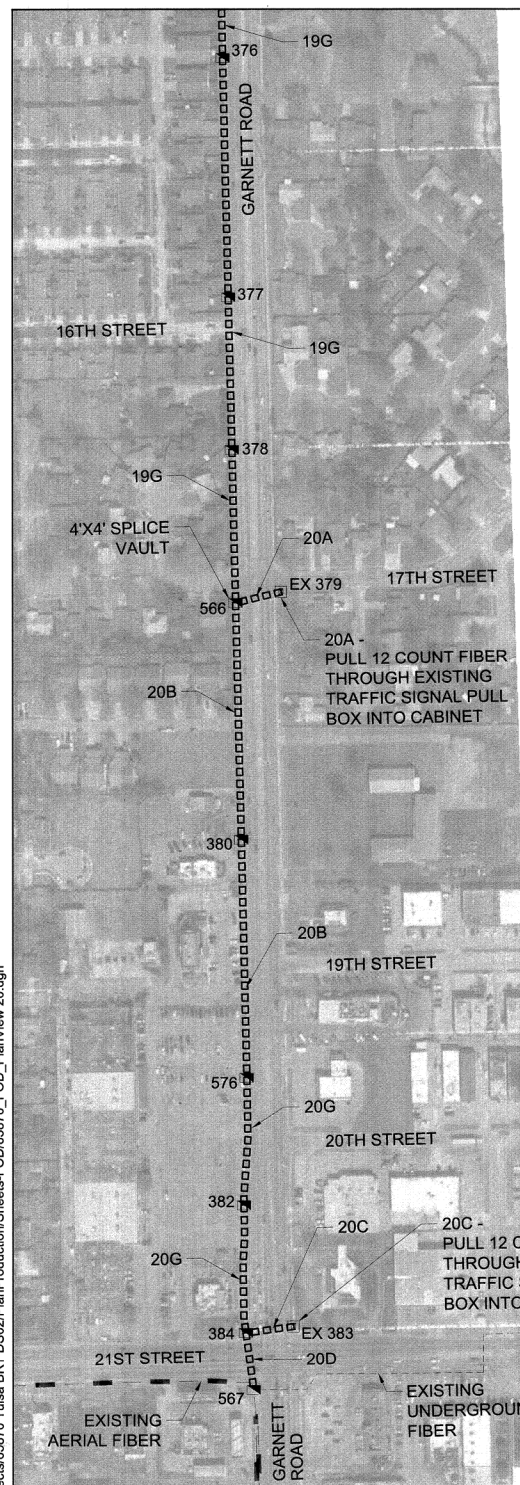 19G
376
GARNETT ROAD
377
16TH STREET
19G
378
19G
4'X4' SPLICE
VAULT
20A
EX 379
17TH STREET
566
20A -
PULL 12 COUNT FIBER
THROUGH EXISTING
TRAFFIC SIGNAL PULL
BOX INTO CABINET
20B
380
20B
19TH STREET
576
20G
20TH STREET
382
20C
20C -
PULL 12
THROUGH
TRAFFIC
BOX INTO
20G
384
EX 383
21ST STREET
20D
567
EXISTING
AERIAL FIBER
EXISTING
UNDERGROUN
FIBER
GARNETT
ROAD